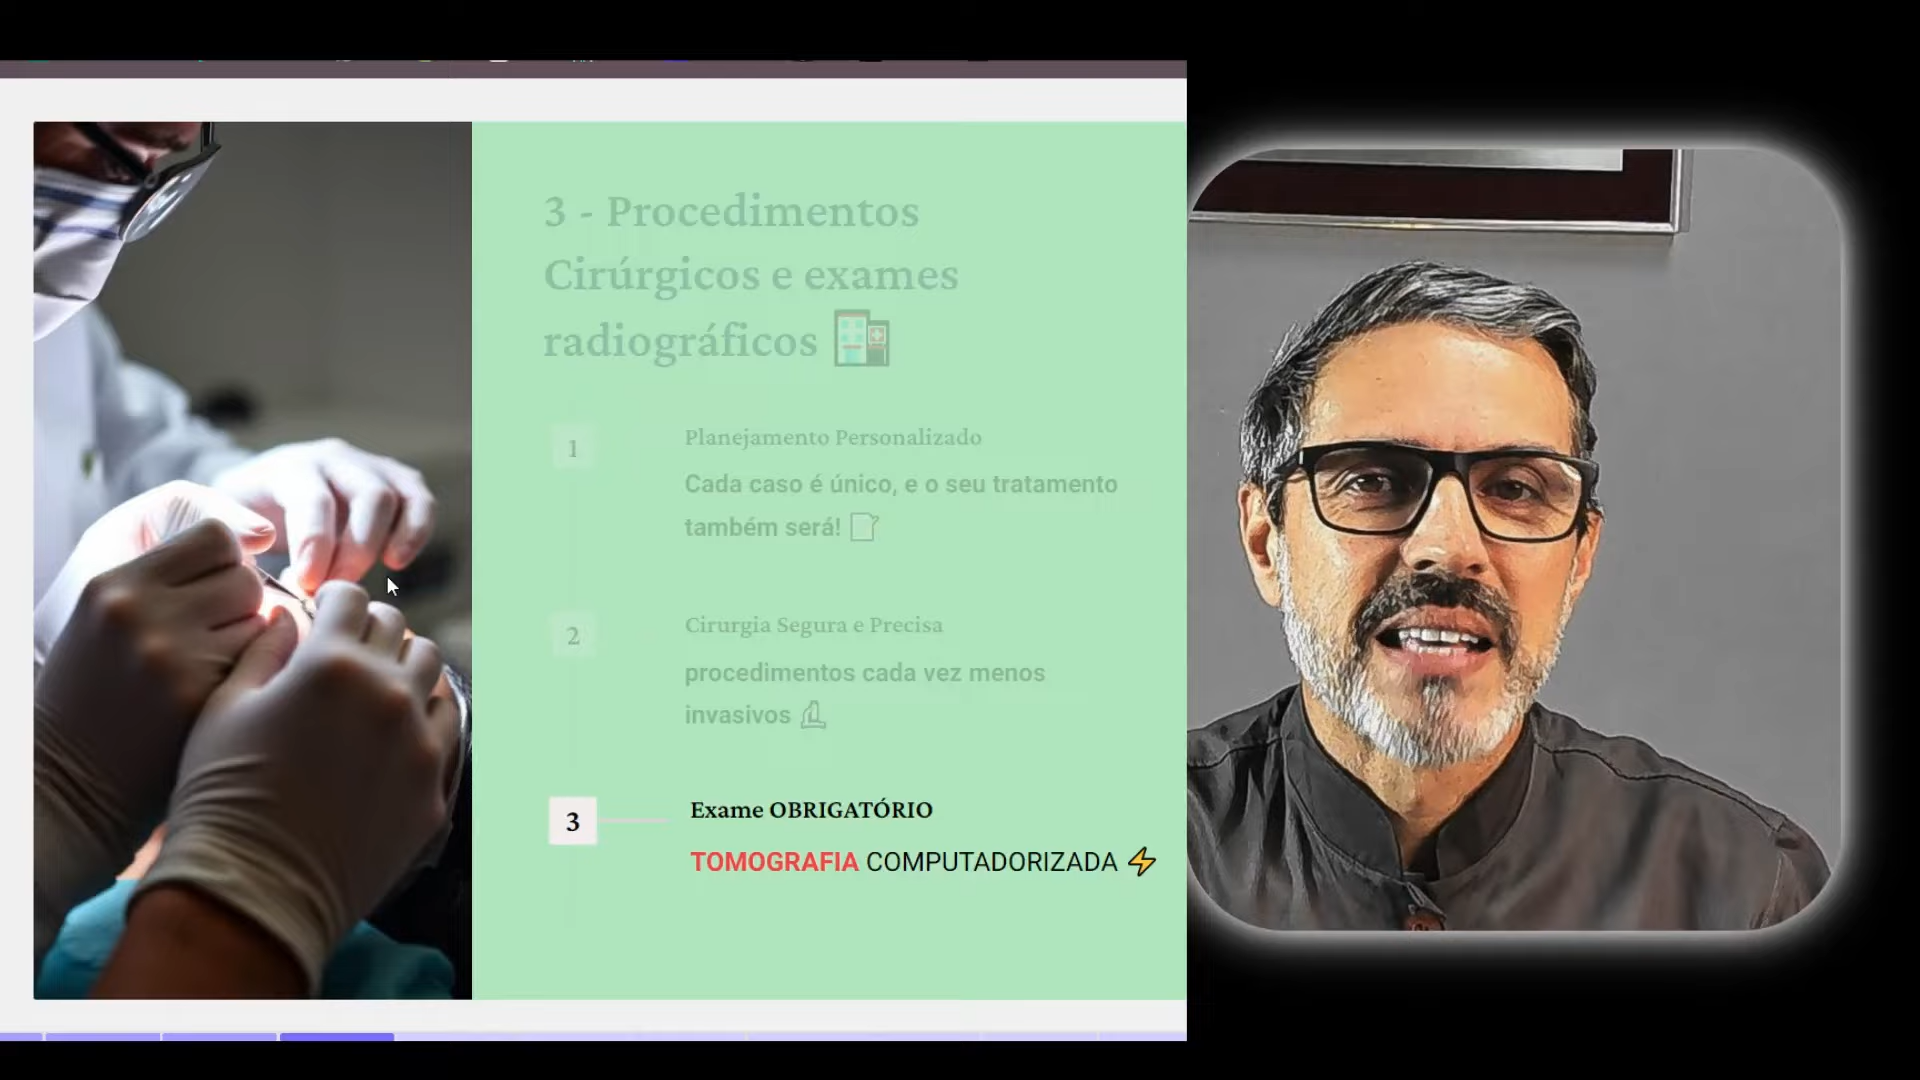 3 - Procedimentos
Cirúrgicos e exames
radiográficos
1
Planejamento Personalizado
Cada caso é único, e o seu tratamento
também será!
2
Cirurgia Segura e Precisa
procedimentos cada vez menos
invasivos
3
Exame OBRIGATÓRIO
TOMOGRAFIA COMPUTADORIZADA